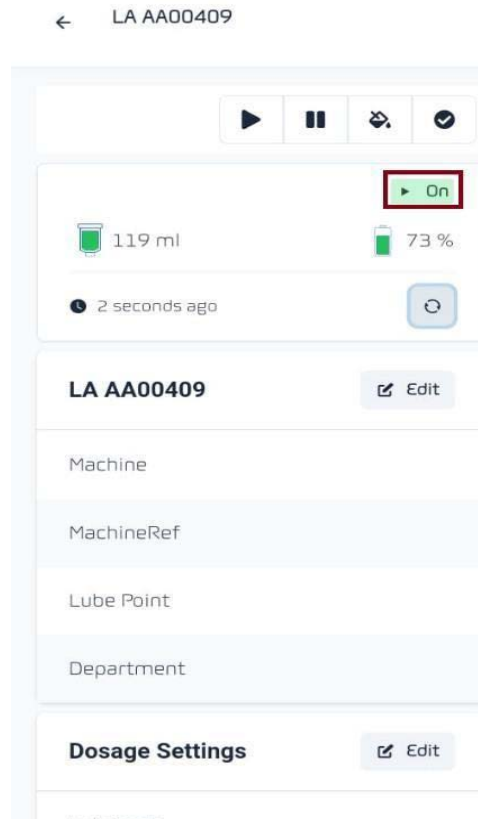 LA AA00409
On
119 ml
73 %
2 seconds ago
LA AA00409
Edit
Machine
MachineRef
Lube Point
Department
Dosage Settings
Edit